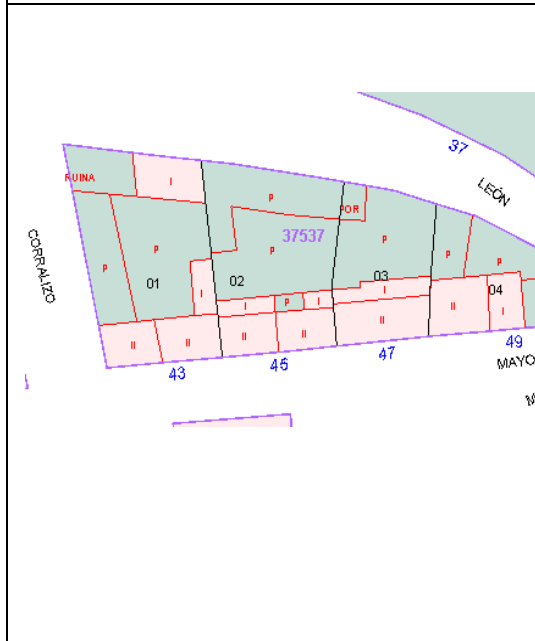 37
LEÓN
RUINA
I
P
POR
P
37537
P
P
P
P
P
P
CORRALIZO
01
02
03
04
I
I
P
I
I
I
II
II
II
II
II
II
43
45
47
49
MAYO
M